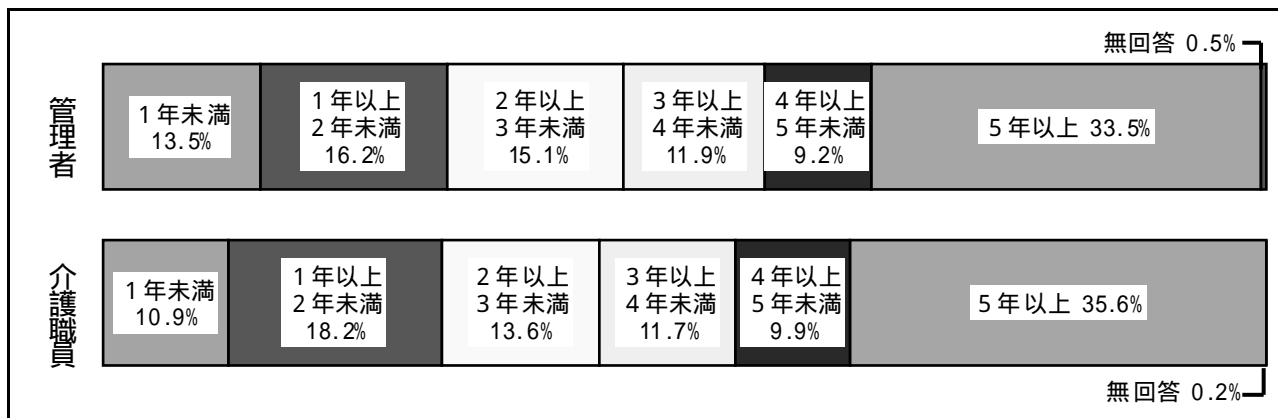 無回答 0.5%
管理者
1年未満
13.5%
1年以上
2年未満
16.2%
2年以上
3年未満
15.1%
3年以上
4年未満
11.9%
4年以上
5年未満
9.2%
5年以上 33.5%
介護職員
1年未満
10.9%
1年以上
2年未満
18.2%
2年以上
3年未満
13.6%
3年以上
4年未満
11.7%
4年以上
5年未満
9.9%
5年以上 35.6%
無回答 0.2%